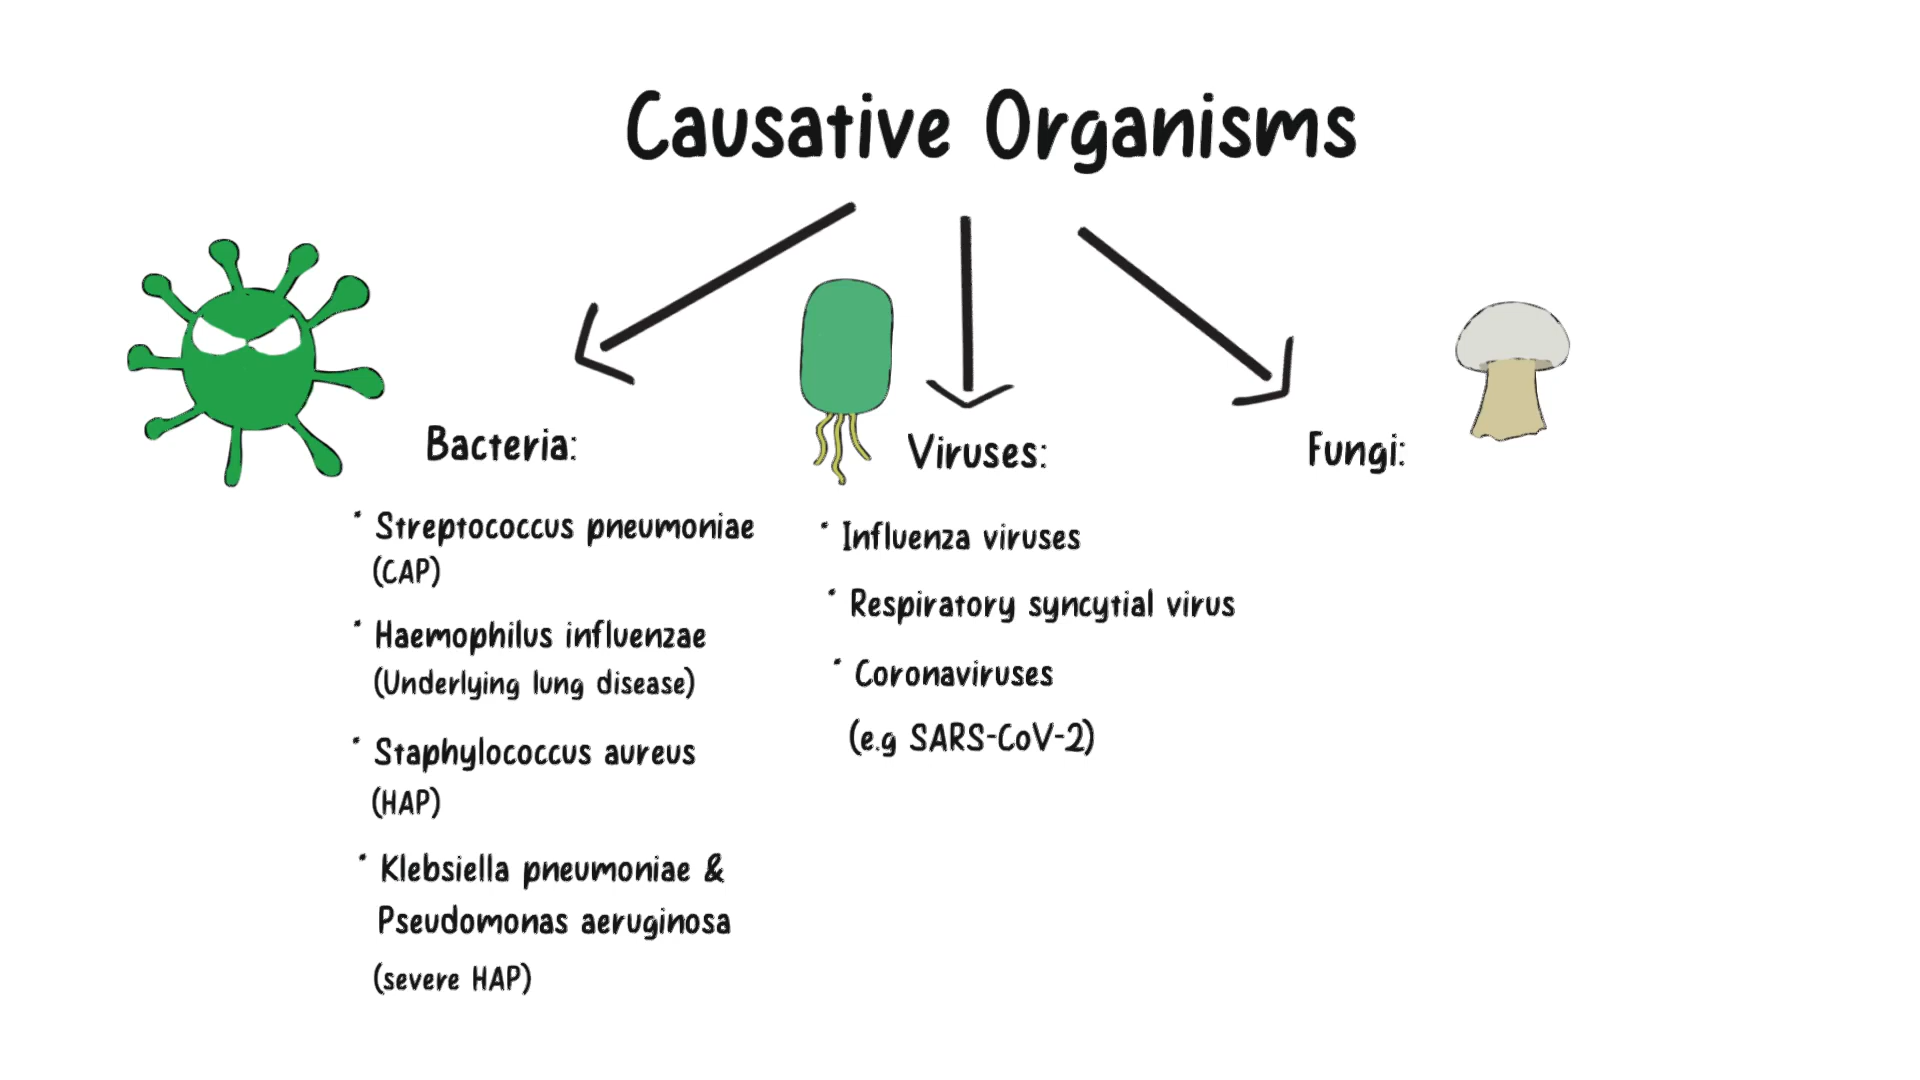 Causative Organisms
Bacteria:
· Streptococcus pneumoniae
(CAP)
· Haemophilus influenzae
(Underlying lung disease)
· Staphylococcus aureus
(HAP)
· Klebsiella pneumoniae &
Pseudomonas aeruginosa
(severe HAP)
Viruses:
· Influenza viruses
· Respiratory syncytial virus
· Coronaviruses
(e.g SARS-CoV-2)
Fungi: